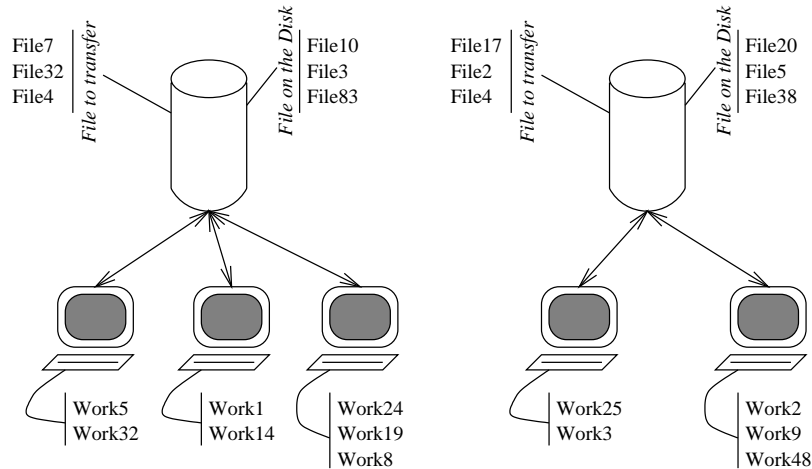 File7
File32
File4
File to transfer
File on the Disk
File10
File3
File83
File17
File2
File4
File to transfer
File on the Disk
File20
File5
File38
Work5
Work32
Work1
Work14
Work24
Work19
Work8
Work25
Work3
Work2
Work9
Work48